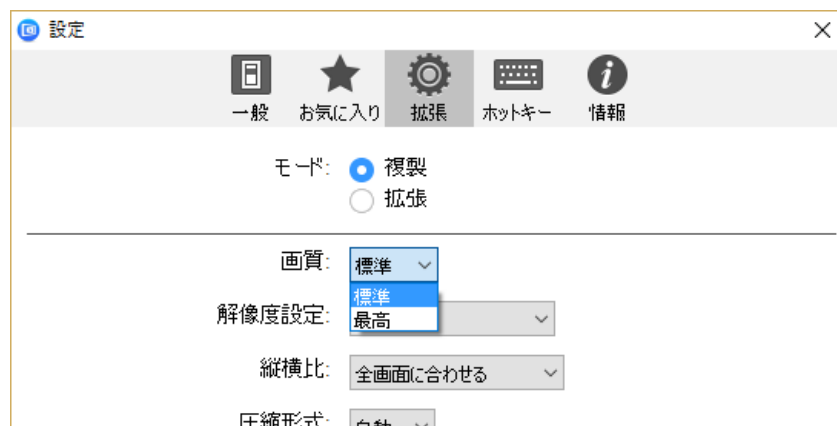 設定
一般 お気に入り 拡張 ホットキー 情報
モード: 複製
拡張
画質: 標準
標準
解像度設定:
最高
縦横比: 全画面に合わせる
圧縮形式: 自動